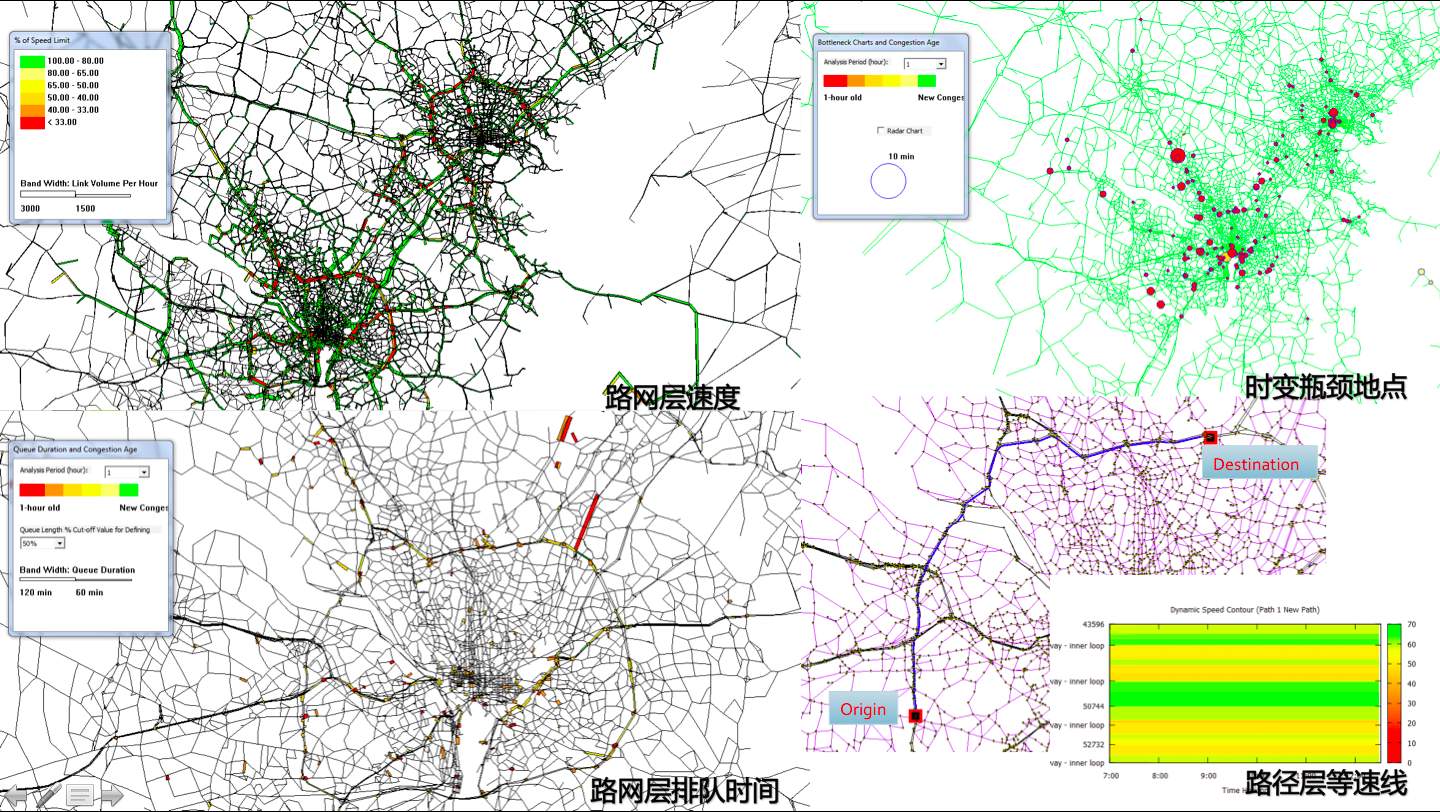 % of Speed Limit
100.00 - 80.00
80.00 - 65.00
65.00 - 50.00
50.00 - 40.00
40.00 - 33.00
< 33.00
Band Width: Link Volume Per Hour
3000 1500
路网层速度
Bottleneck Charts and Congestion Age
Analysis Period (hour): 1
1-hour old New Conges
Radar Chart
10 min
时变瓶颈地点
Queue Duration and Congestion Age
Analysis Period (hour): 1
1-hour old New Conges
Queue Length % Cut-off Value for Defining
50%
Band Width: Queue Duration
120 min 60 min
路网层排队时间
Destination
Origin
Dynamic Speed Contour (Path 1 New Path)
43596
vay - inner loop
vay - inner loop
50744
vay - inner loop
52732
vay - inner loop
7:00 8:00 9:00
Time H
70
60
50
40
30
20
10
0
路径层等速线